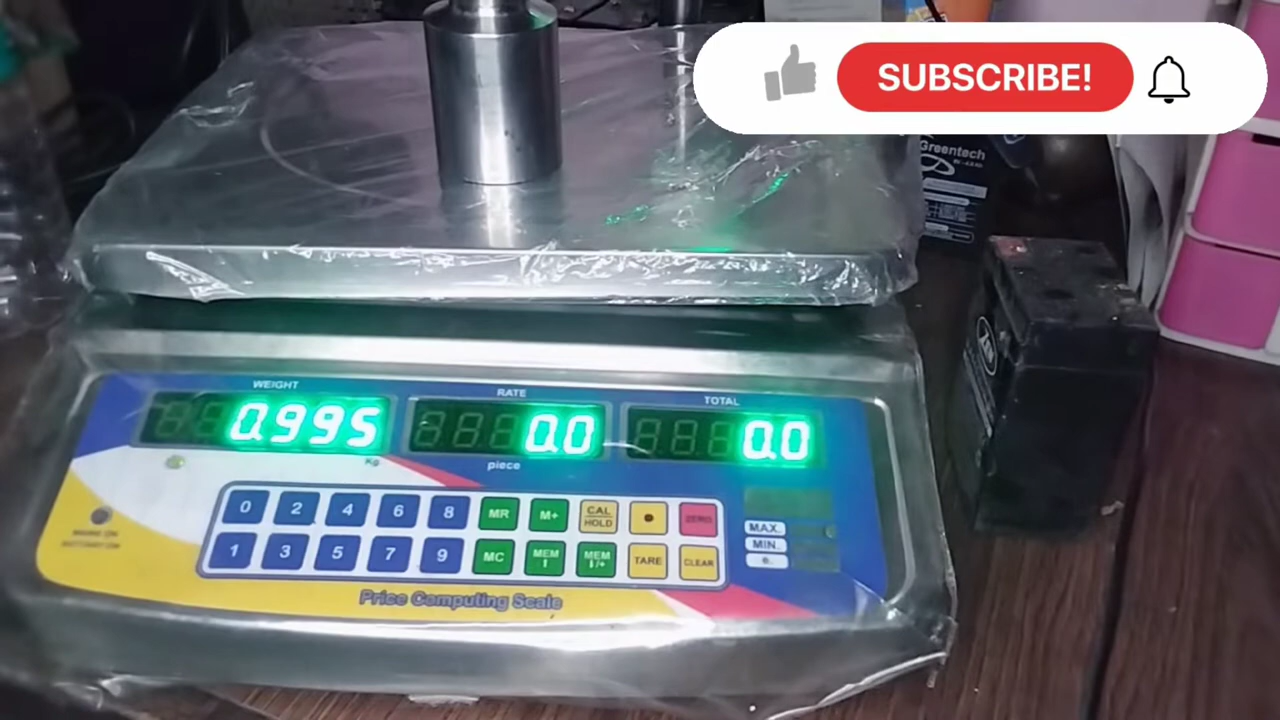 SUBSCRIBE!
Greentech
WEIGHT
RATE
TOTAL
0.995
0.0
0.0
Kg
piece
0 2 4 6 8 MR M+ CAL HOLD • ZERO
1 3 5 7 9 MC MEM MEM TARE CLEAR
MAX.
MIN.
e.
Price Computing Scale